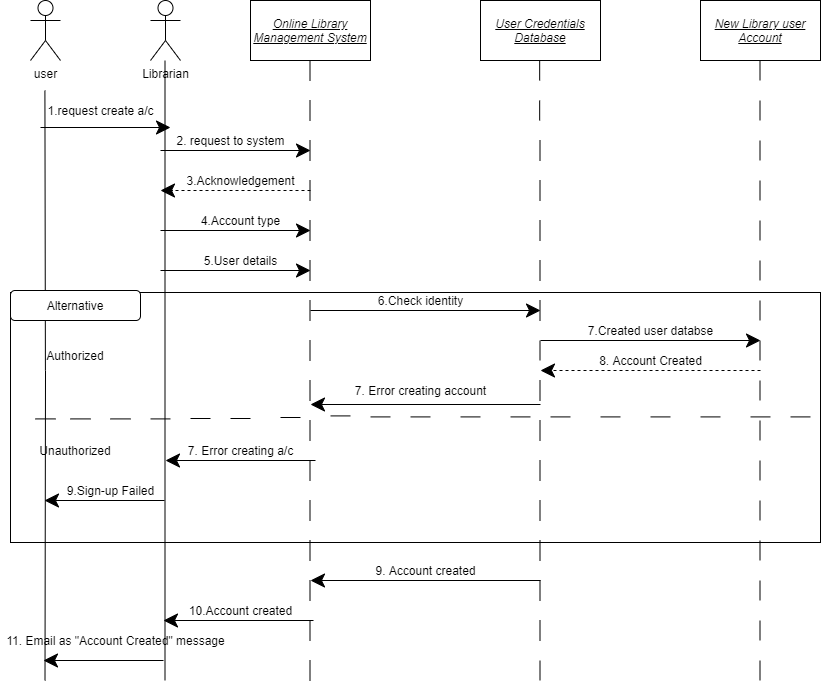 Online Library
Management System
User Credentials
Database
New Library user
Account
user
Librarian
1.request create a/c
2. request to system
3.Acknowledgement
4.Account type
5.User details
Alternative
6.Check identity
7.Created user databse
Authorized
8. Account Created
7. Error creating account
Unauthorized
7. Error creating a/c
9.Sign-up Failed
9. Account created
10.Account created
11. Email as "Account Created" message